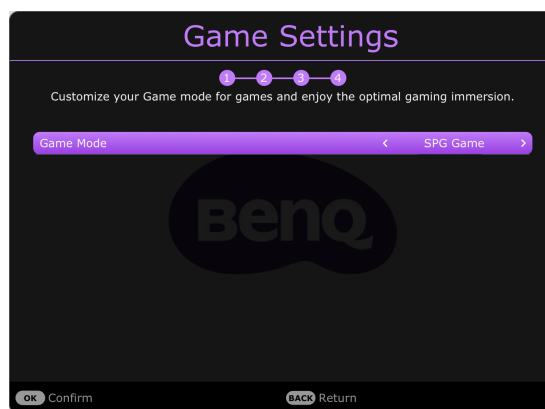 Game Settings
1 2 3 4
Customize your Game mode for games and enjoy the optimal gaming immersion.
Game Mode < SPG Game >
BenQ
OK Confirm BACK Return